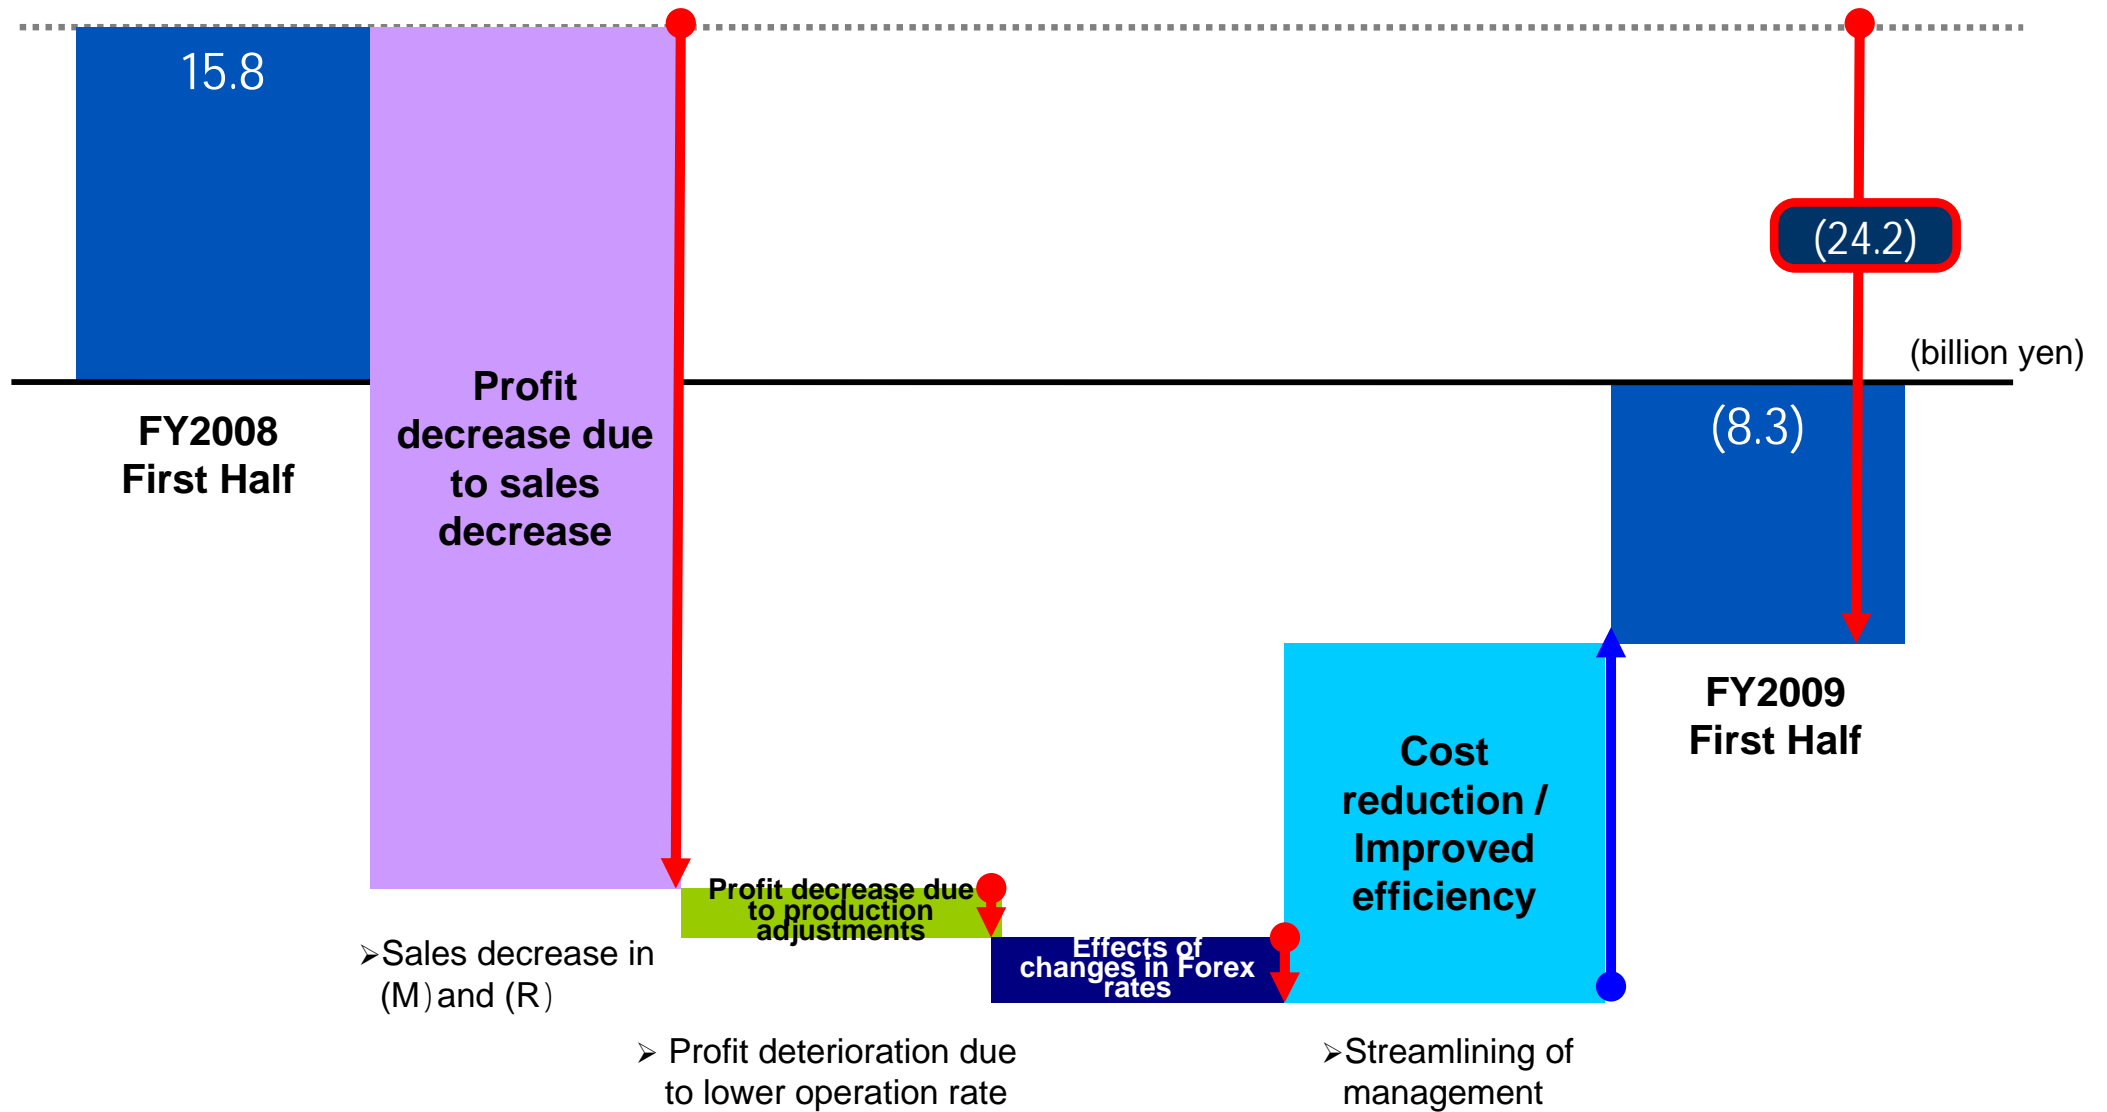 15.8
(24.2)
(billion yen)
FY2008
First Half
Profit
decrease due
to sales
decrease
(8.3)
FY2009
First Half
Cost
reduction /
Improved
efficiency
Profit decrease due
to production
adjustments
Effects of
changes in Forex
rates
➢Sales decrease in
(M) and (R)
➢ Profit deterioration due
to lower operation rate
➢Streamlining of
management